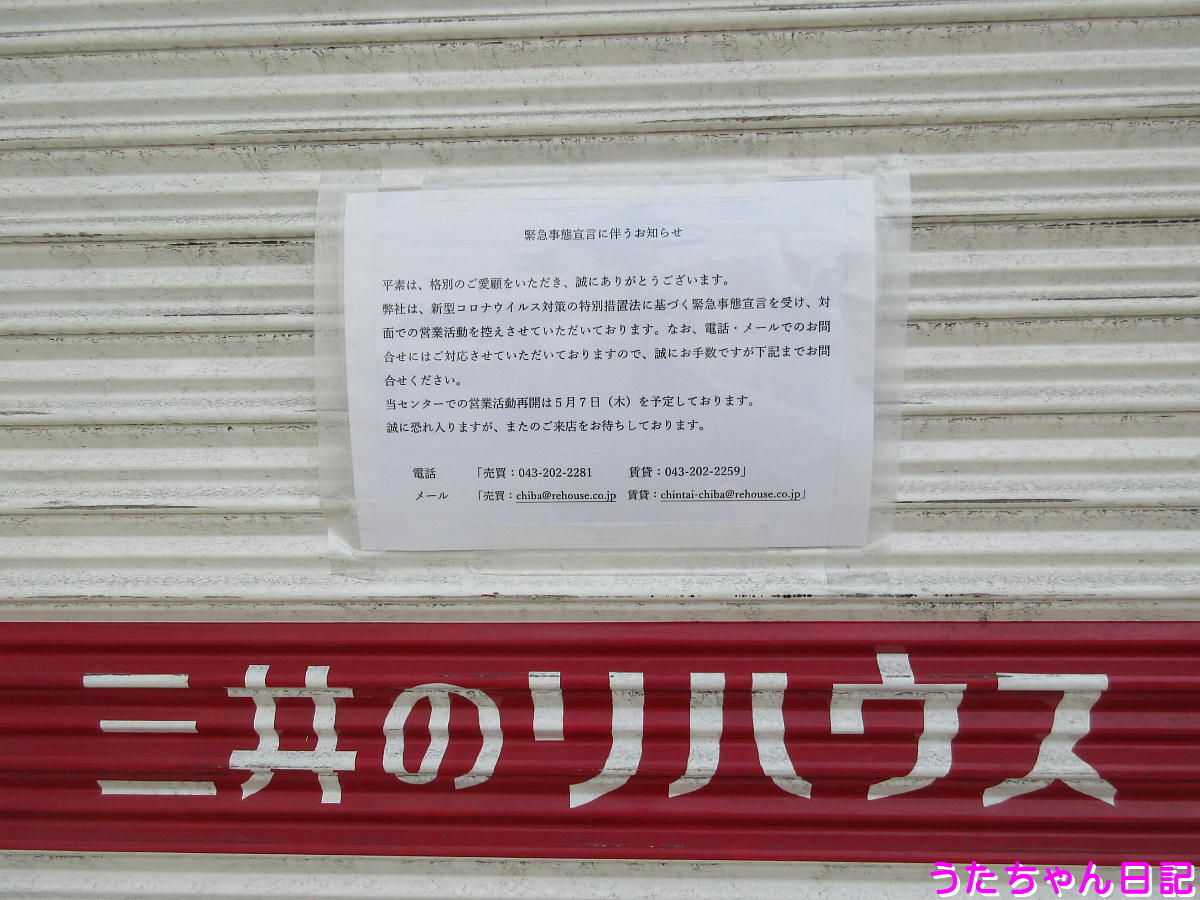 緊急事態宣言に伴うお知らせ
平素は、格別のご愛顧をいただき、誠にありがとうございます。
弊社は、新型コロナウイルス対策の特別措置法に基づく緊急事態宣言を受け、対
面での営業活動を控えさせていただいております。なお、電話・メールでのお問
合せにはご対応させていただいておりますので、誠にお手数ですが下記までお問
合せください。
当センターでの営業活動再開は５月７日（木）を予定しております。
誠に恐れ入りますが、またのご来店をお待ちしております。
電話 「売買：043-202-2281 賃貸：043-202-2259」
メール 「売買：chiba@rehouse.co.jp 賃貸：chintai-chiba@rehouse.co.jp」
三井のリハウス
うたちゃん日記